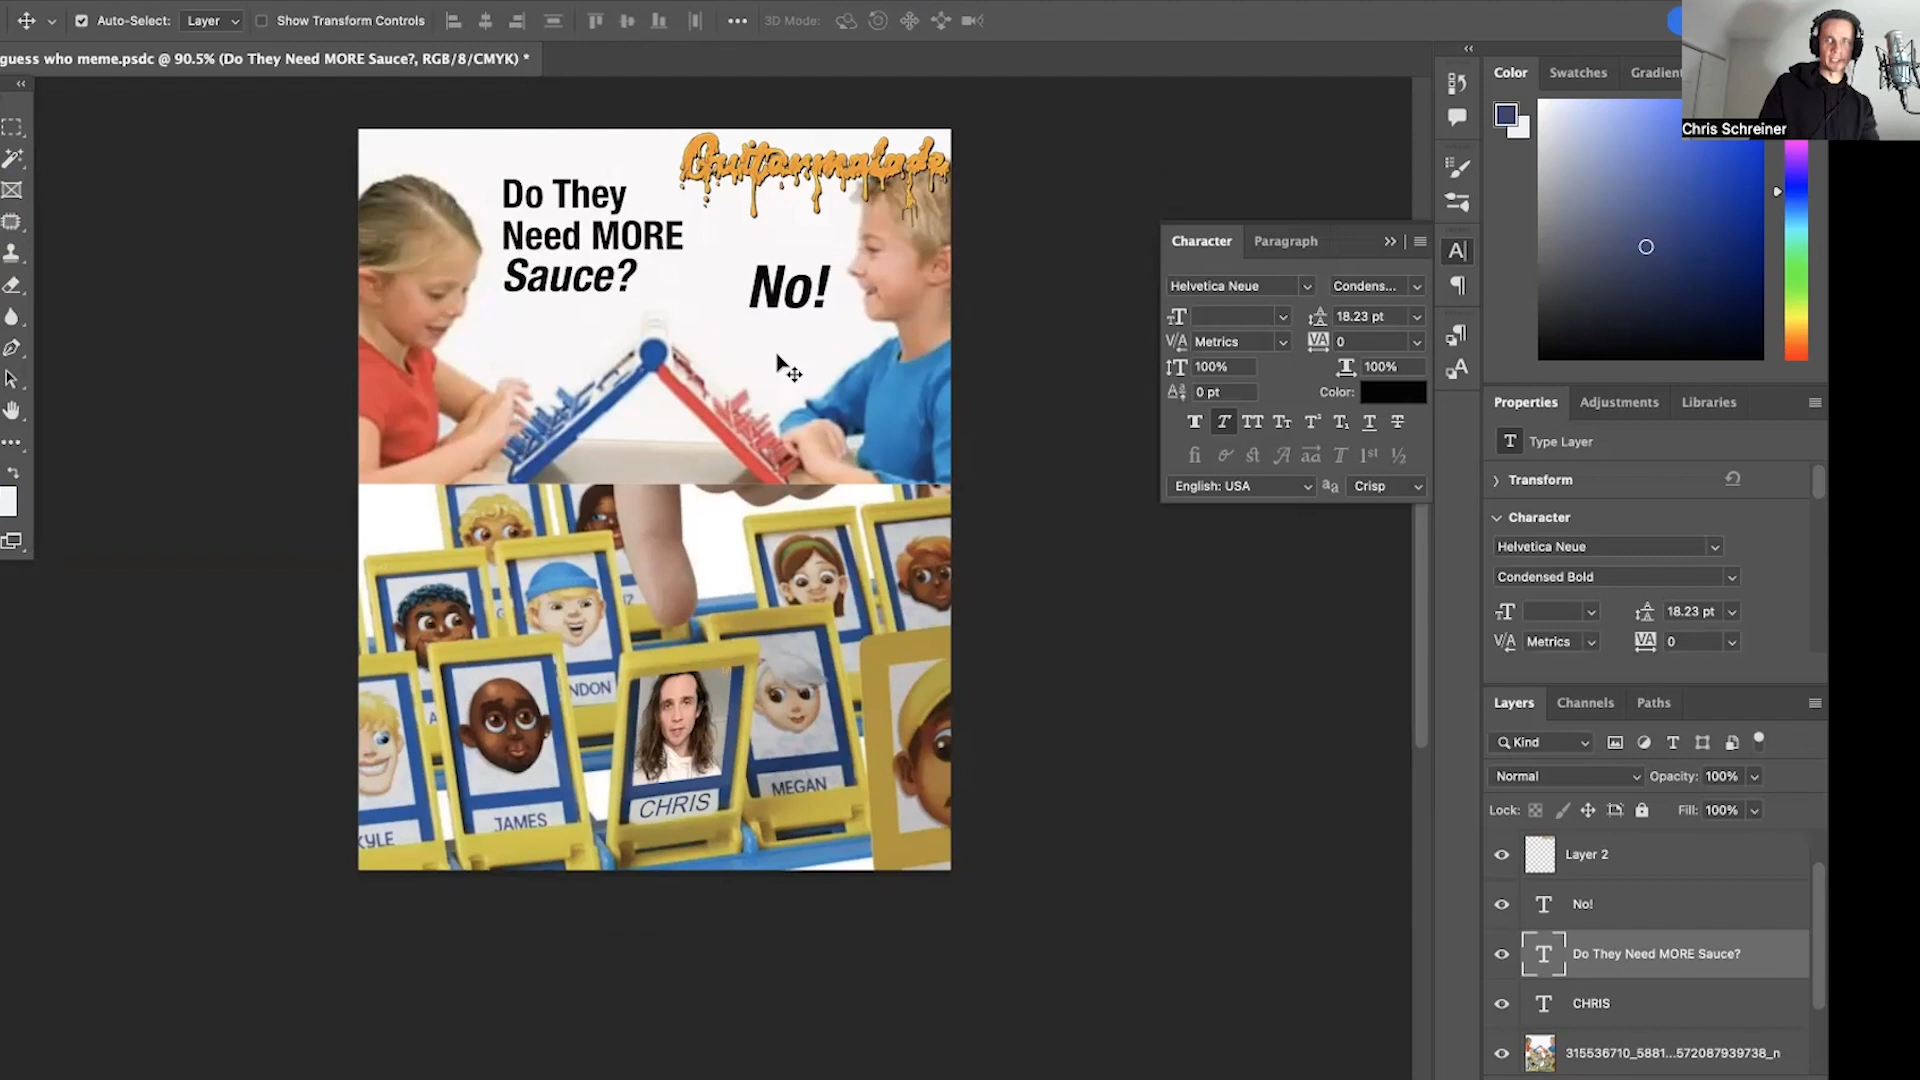 Auto-Select:
Layer
Show Transform Controls
3D Mode:
guess who meme.psdc @ 90.5% (Do They Need MORE Sauce?, RGB/8/CMYK) *
Color
Swatches
Gradien
Chris Schreiner
Guitarmalade
Do They
Need MORE
Sauce?
No!
NDON
KYLE
JAMES
CHRIS
MEGAN
Character
Paragraph
Helvetica Neue
Condens...
18.23 pt
Metrics
0
100%
100%
0 pt
Color:
English: USA
Crisp
Properties
Adjustments
Libraries
Type Layer
Transform
Character
Helvetica Neue
Condensed Bold
18.23 pt
Metrics
0
Layers
Channels
Paths
Kind
Normal
Opacity: 100%
Lock:
Fill: 100%
Layer 2
No!
Do They Need MORE Sauce?
CHRIS
315536710_5881...572087939738_n